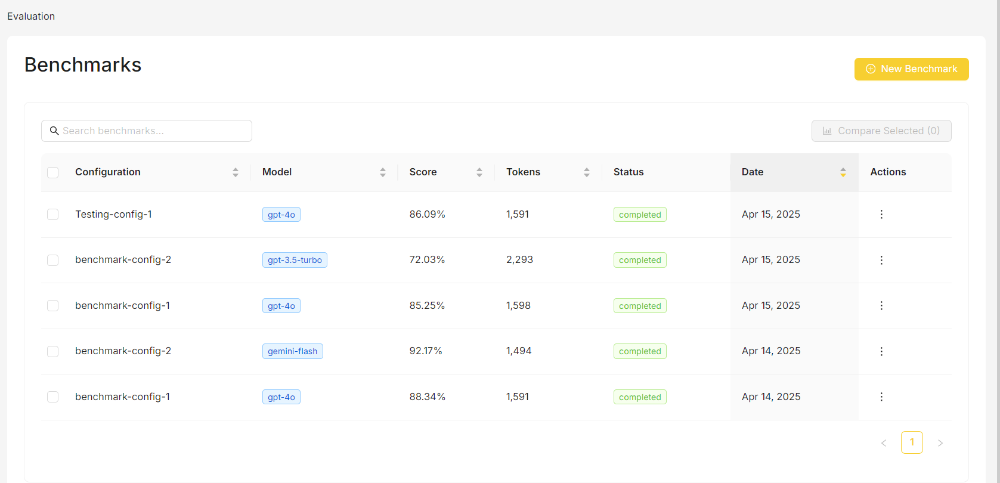 Evaluation
Benchmarks
New Benchmark
Search benchmarks...
Compare Selected (0)
Configuration Model Score Tokens Status Date Actions
Testing-config-1 gpt-4o 86.09% 1,591 completed Apr 15, 2025
benchmark-config-2 gpt-3.5-turbo 72.03% 2,293 completed Apr 15, 2025
benchmark-config-1 gpt-4o 85.25% 1,598 completed Apr 15, 2025
benchmark-config-2 gemini-flash 92.17% 1,494 completed Apr 14, 2025
benchmark-config-1 gpt-4o 88.34% 1,591 completed Apr 14, 2025
1